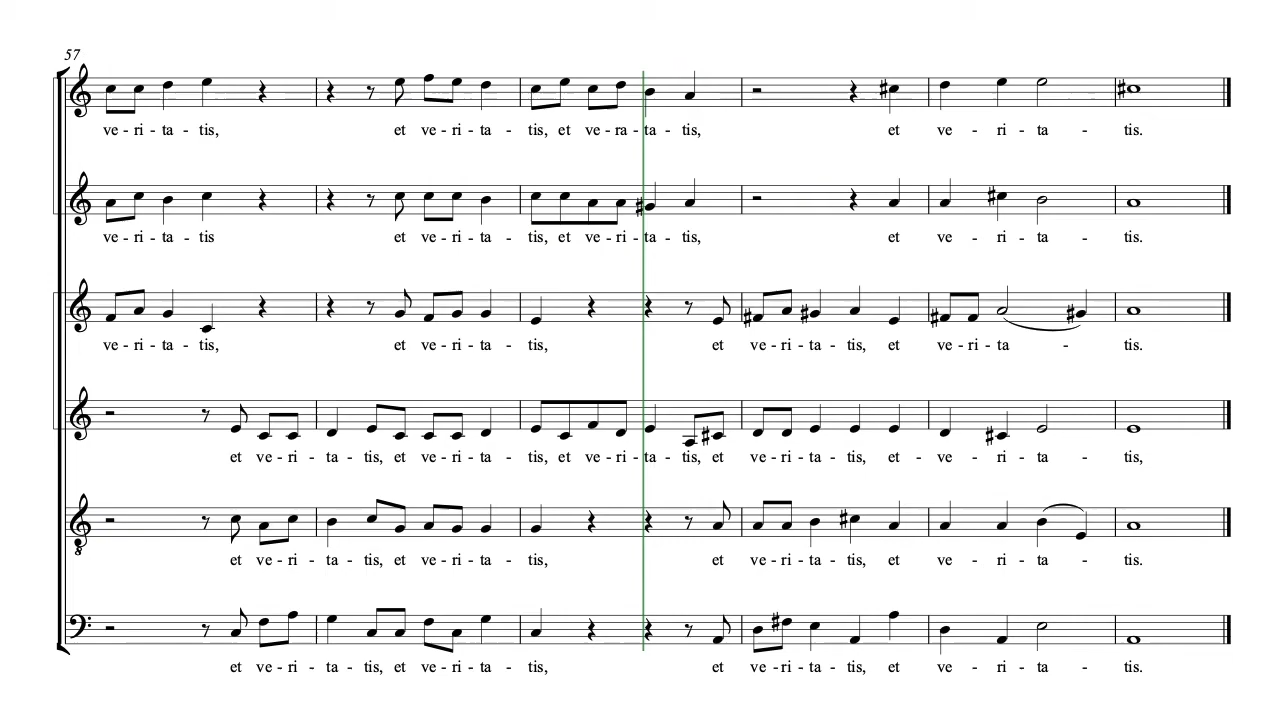 57
ve - ri - ta - tis, et ve - ri - ta - tis, et ve - ra - ta - tis, et ve - ri - ta - tis.
ve - ri - ta - tis et ve - ri - ta - tis, et ve - ri - ta - tis, et ve - ri - ta - tis.
ve - ri - ta - tis, et ve - ri - ta - tis, et ve - ri - ta - tis, et ve - ri - ta - tis.
et ve - ri - ta - tis, et ve - ri - ta - tis, et ve - ri - ta - tis, et ve - ri - ta - tis, et - ve - ri - ta - tis,
et ve - ri - ta - tis, et ve - ri - ta - tis, et ve - ri - ta - tis, et ve - ri - ta - tis.
8
et ve - ri - ta - tis, et ve - ri - ta - tis, et ve - ri - ta - tis, et ve - ri - ta - tis.